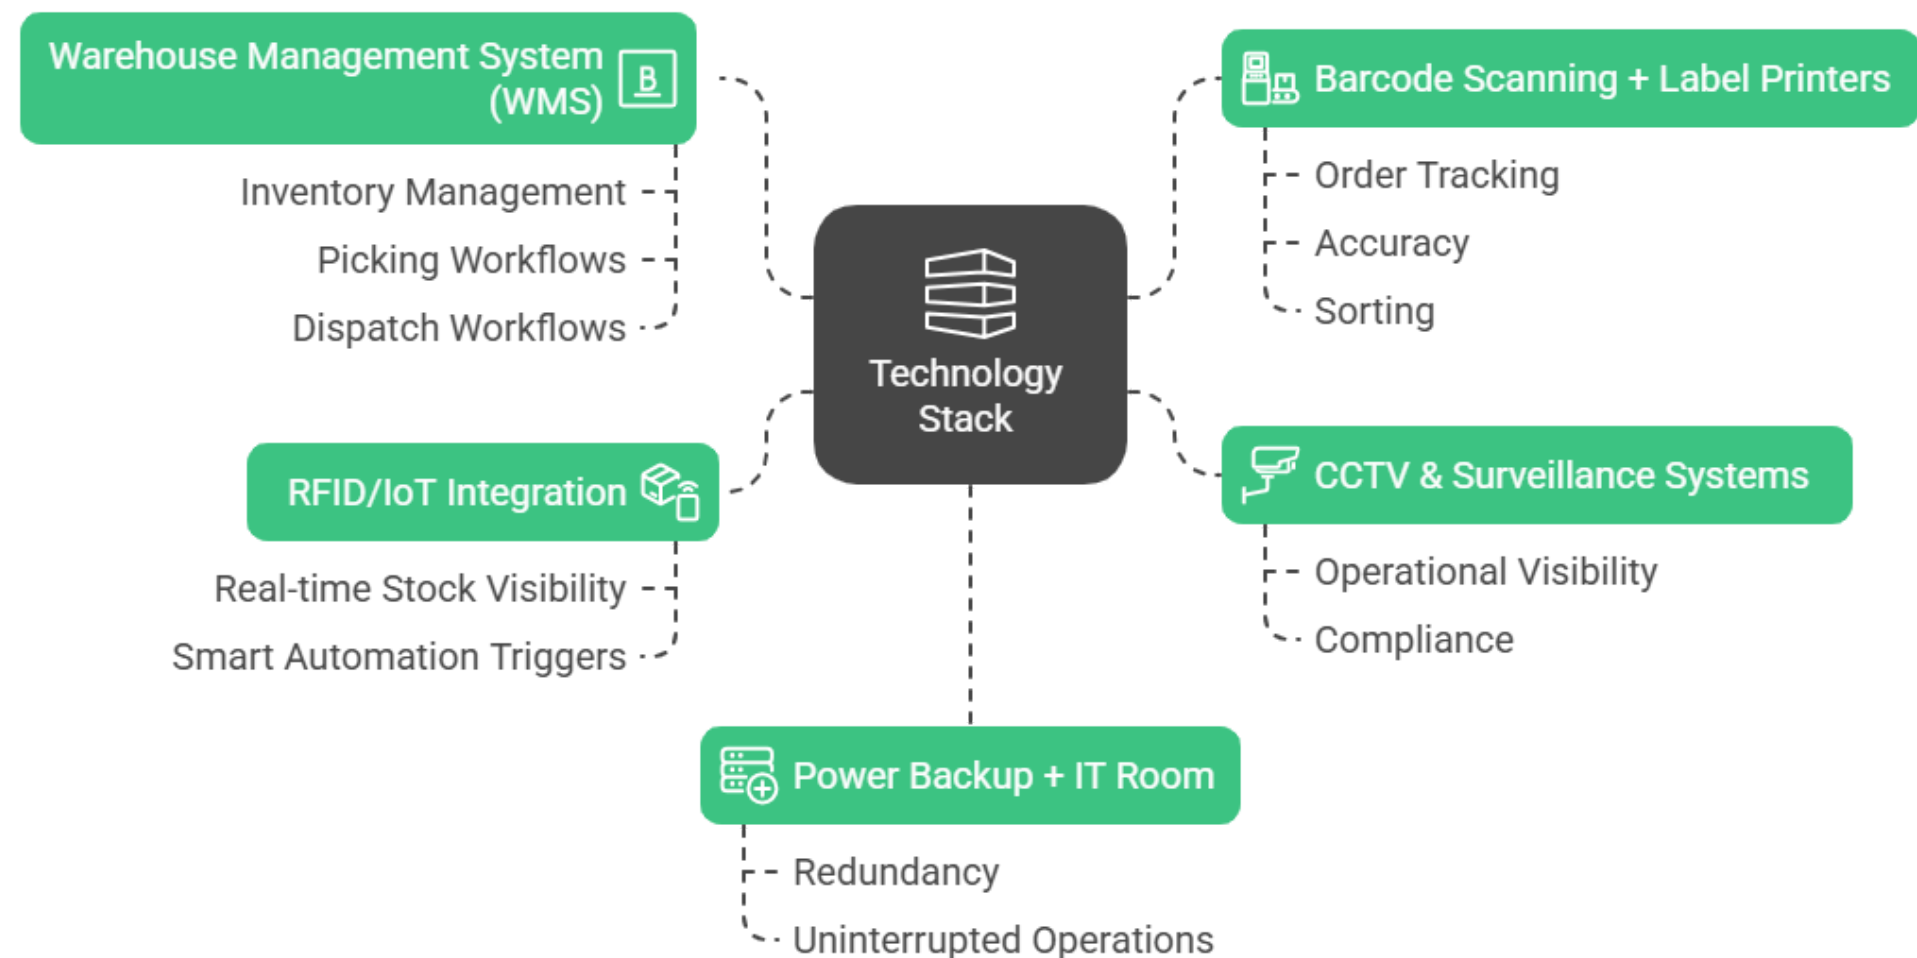 Warehouse Management System
(WMS)
B
Inventory Management
Picking Workflows
Dispatch Workflows
Barcode Scanning + Label Printers
Order Tracking
Accuracy
Sorting
Technology
Stack
RFID/IoT Integration
Real-time Stock Visibility
Smart Automation Triggers
CCTV & Surveillance Systems
Operational Visibility
Compliance
Power Backup + IT Room
Redundancy
Uninterrupted Operations